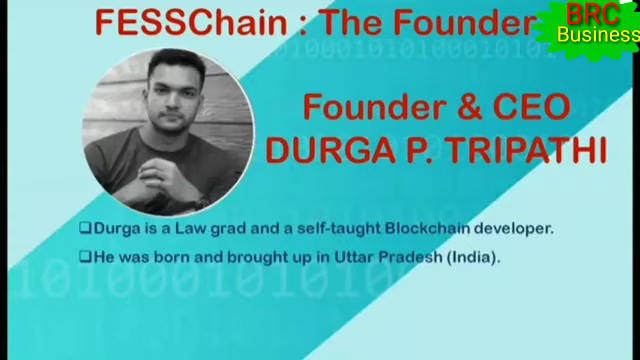 FESSChain : The Founder
BRC
Business
Founder & CEO
DURGA P. TRIPATHI
❑Durga is a Law grad and a self-taught Blockchain developer.
❑He was born and brought up in Uttar Pradesh (India).